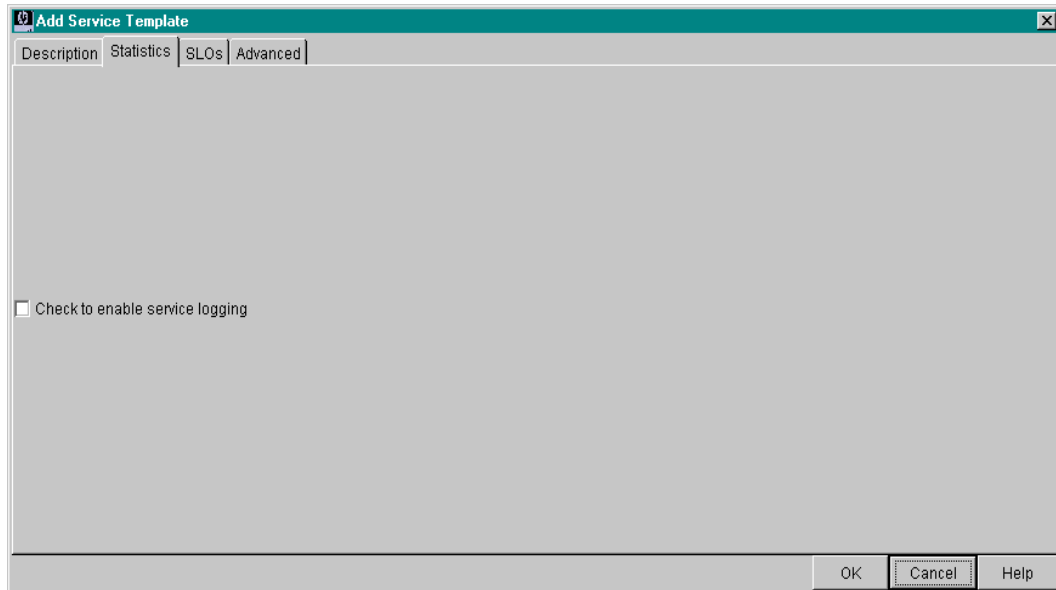 Add Service Template
Description Statistics SLOs Advanced
Check to enable service logging
OK Cancel Help